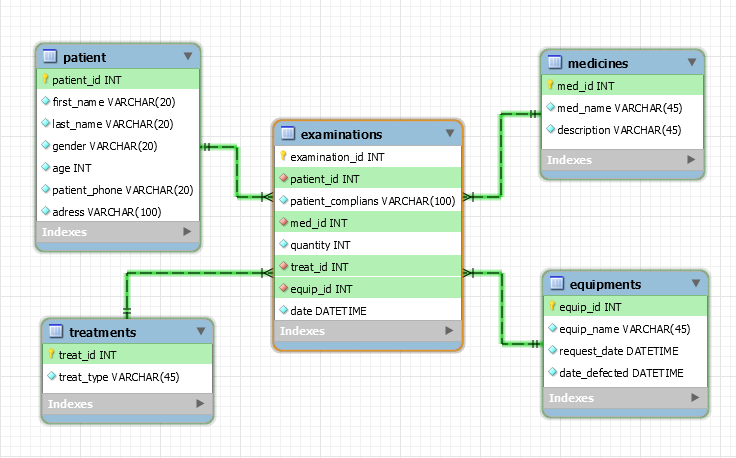 patient
patient_id INT
first_name VARCHAR(20)
last_name VARCHAR(20)
gender VARCHAR(20)
age INT
patient_phone VARCHAR(20)
adress VARCHAR(100)
Indexes
examinations
examination_id INT
patient_id INT
patient_complians VARCHAR(100)
med_id INT
quantity INT
treat_id INT
equip_id INT
date DATETIME
Indexes
medicines
med_id INT
med_name VARCHAR(45)
description VARCHAR(45)
Indexes
treatments
treat_id INT
treat_type VARCHAR(45)
Indexes
equipments
equip_id INT
equip_name VARCHAR(45)
request_date DATETIME
date_defected DATETIME
Indexes